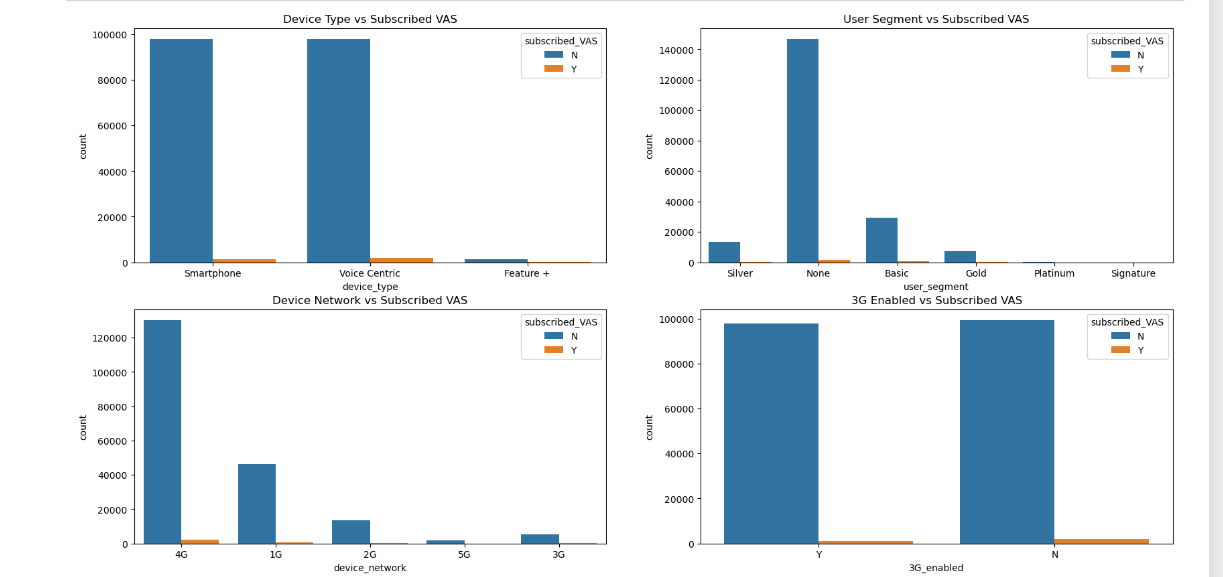 Device Type vs Subscribed VAS
100000
80000
60000
40000
20000
0
count
subscribed_VAS
N
Y
Smartphone Voice Centric Feature +
device_type
User Segment vs Subscribed VAS
140000
120000
100000
80000
60000
40000
20000
0
count
subscribed_VAS
N
Y
Silver None Basic Gold Platinum Signature
user_segment
Device Network vs Subscribed VAS
120000
100000
80000
60000
40000
20000
0
count
subscribed_VAS
N
Y
4G 1G 2G 5G 3G
device_network
3G Enabled vs Subscribed VAS
100000
80000
60000
40000
20000
0
count
subscribed_VAS
N
Y
Y N
3G_enabled